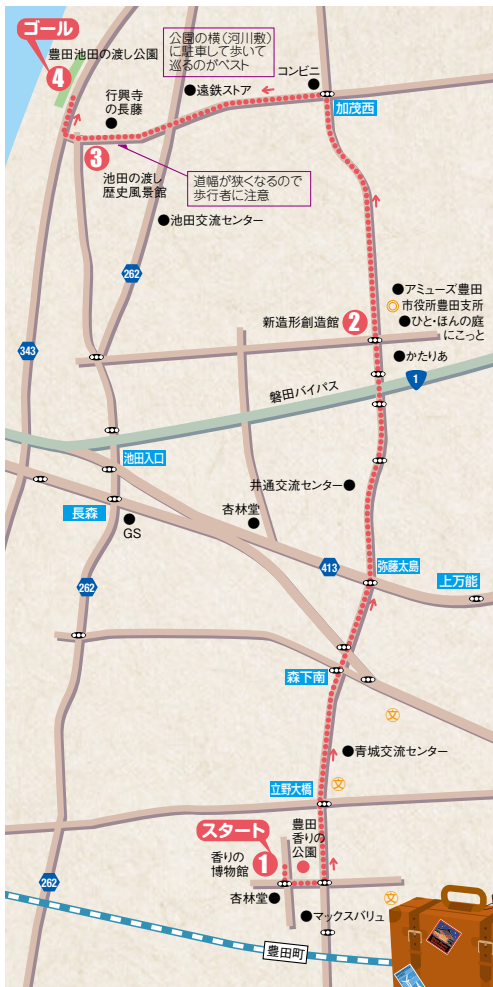 ゴール
豊田池田の渡し公園
4
公園の横(河川敷)
に駐車して歩いて
巡るのがベスト
コンビニ
遠鉄ストア
加茂西
行興寺
の長藤
3
池田の渡し
歴史風景館
道幅が狭くなるので
歩行者に注意
池田交流センター
262
アミューズ豊田
市役所豊田支所
ひと・ほんの庭
にこっと
新造形創造館
2
343
かたりあ
1
磐田バイパス
池田入口
井通交流センター
長森
杏林堂
GS
413
弥藤太島
上万能
262
森下南
文
青城交流センター
文
立野大橋
スタート
豊田
香りの
公園
香りの
博物館
1
262
杏林堂
文
マックスバリュ
豊田町